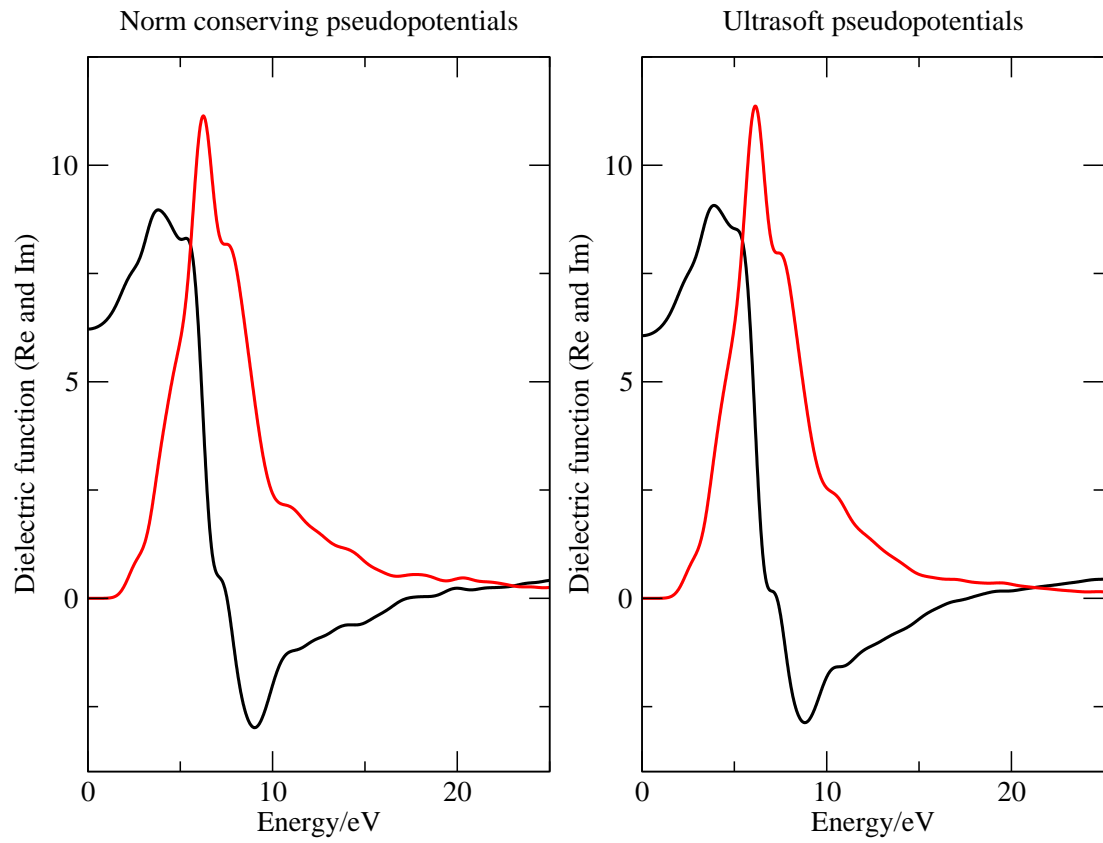 Norm conserving pseudopotentials
Dielectric function (Re and Im)
10
5
0
0
10
20
Energy/eV
Ultrasoft pseudopotentials
Dielectric function (Re and Im)
10
5
0
0
10
20
Energy/eV